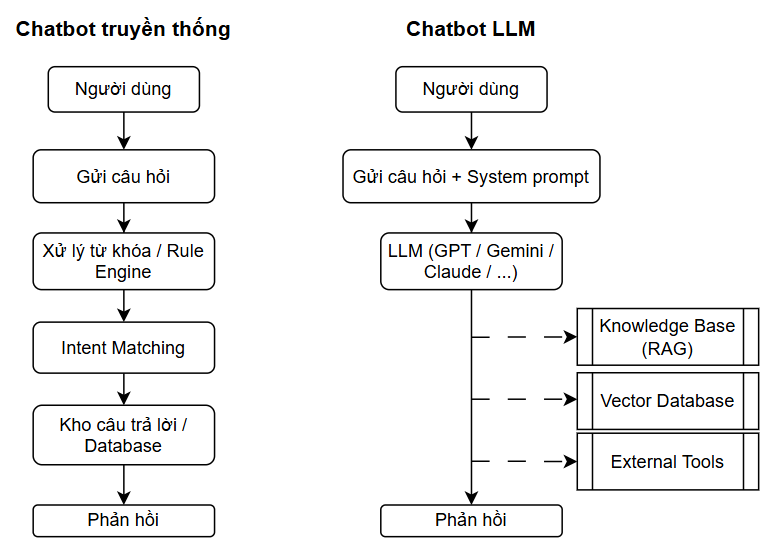 Chatbot truyền thống
Người dùng
Gửi câu hỏi
Xử lý từ khóa / Rule
Engine
Intent Matching
Kho câu trả lời /
Database
Phản hồi
Chatbot LLM
Người dùng
Gửi câu hỏi + System prompt
LLM (GPT / Gemini /
Claude / ...)
Knowledge Base
(RAG)
Vector Database
External Tools
Phản hồi